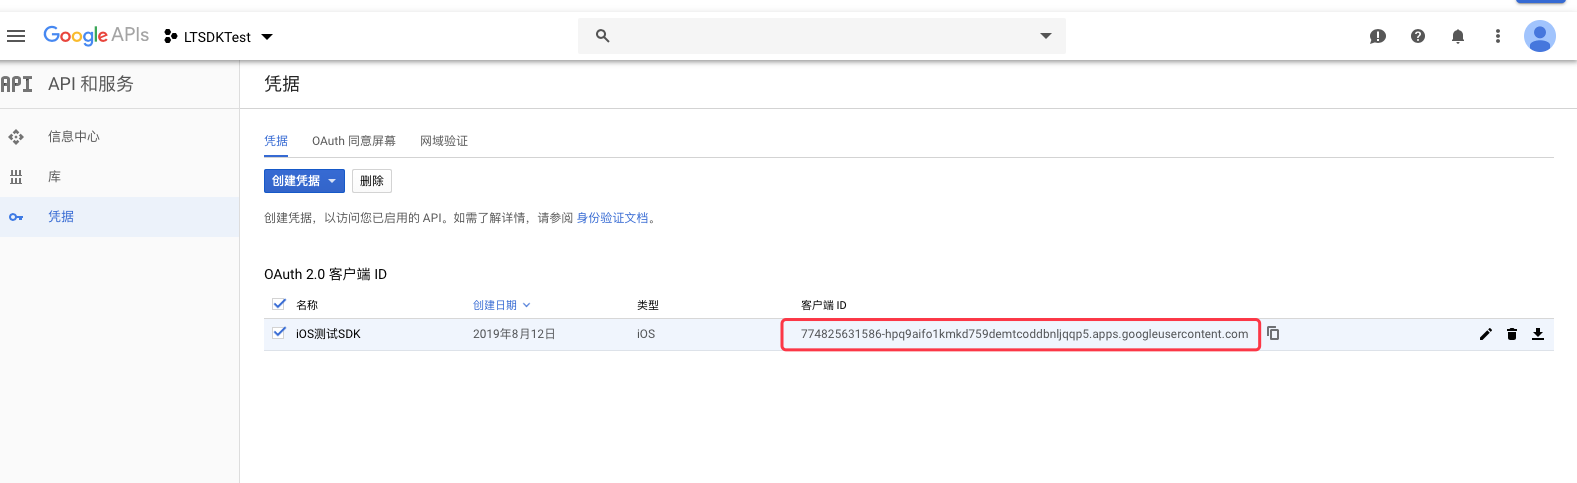 Google APIs LTSDKTest
API API 和服务
凭据
信息中心
库
凭据
凭据 OAuth 同意屏幕 网域验证
创建凭据 删除
创建凭据，以访问您已启用的 API。如需了解详情，请参阅 身份验证文档。
OAuth 2.0 客户端 ID
名称 创建日期 类型 客户端 ID
iOS测试SDK 2019年8月12日 iOS 774825631586-hpq9aifo1kmkd759demtcoddbnljqqp5.apps.googleusercontent.com